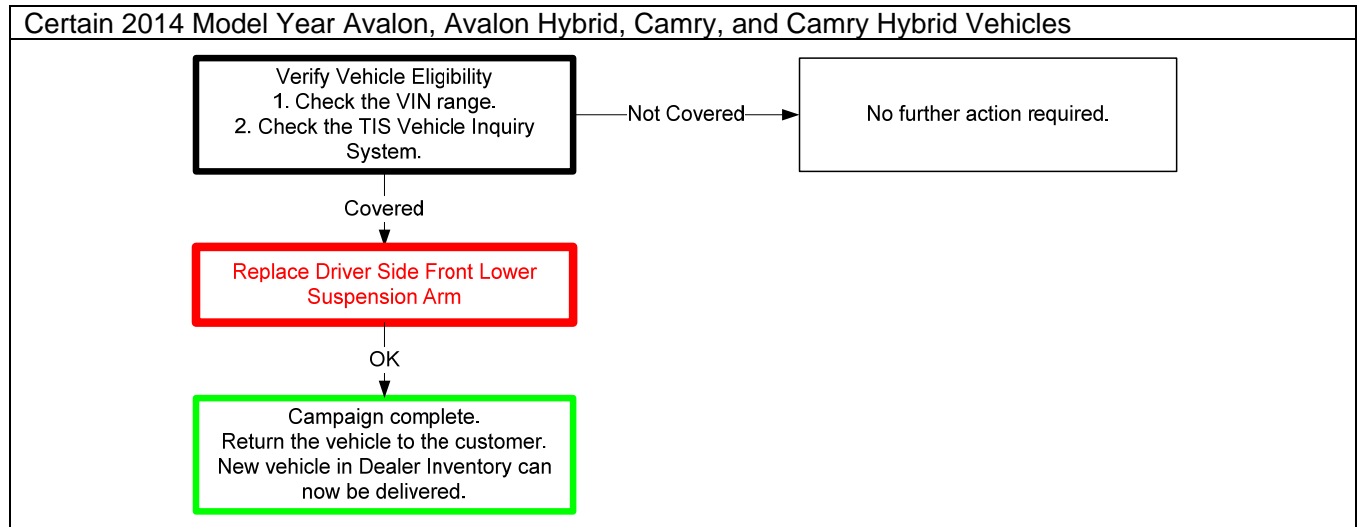 Certain 2014 Model Year Avalon, Avalon Hybrid, Camry, and Camry Hybrid Vehicles
Verify Vehicle Eligibility
1. Check the VIN range.
2. Check the TIS Vehicle Inquiry
System.
Not Covered
No further action required.
Covered
Replace Driver Side Front Lower
Suspension Arm
OK
Campaign complete.
Return the vehicle to the customer.
New vehicle in Dealer Inventory can
now be delivered.